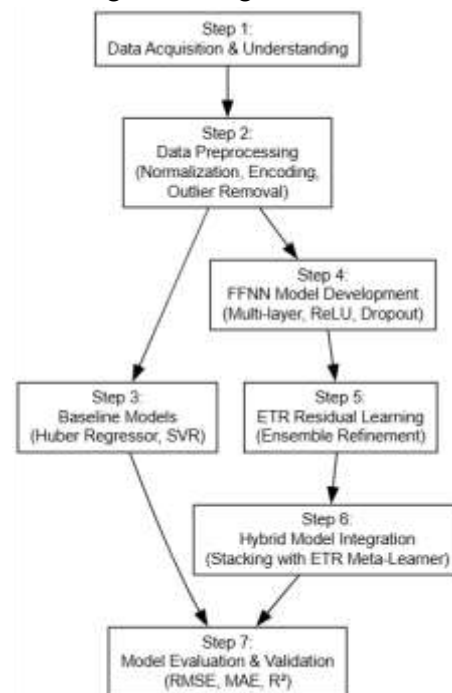 Step 1:
Data Acquisition & Understanding
Step 2:
Data Preprocessing
(Normalization, Encoding,
Outlier Removal)
Step 4:
FFNN Model Development
(Multi-layer, ReLU, Dropout)
Step 3:
Baseline Models
(Huber Regressor, SVR)
Step 5:
ETR Residual Learning
(Ensemble Refinement)
Step 6:
Hybrid Model Integration
(Stacking with ETR Meta-Learner)
Step 7:
Model Evaluation & Validation
(RMSE, MAE, R²)